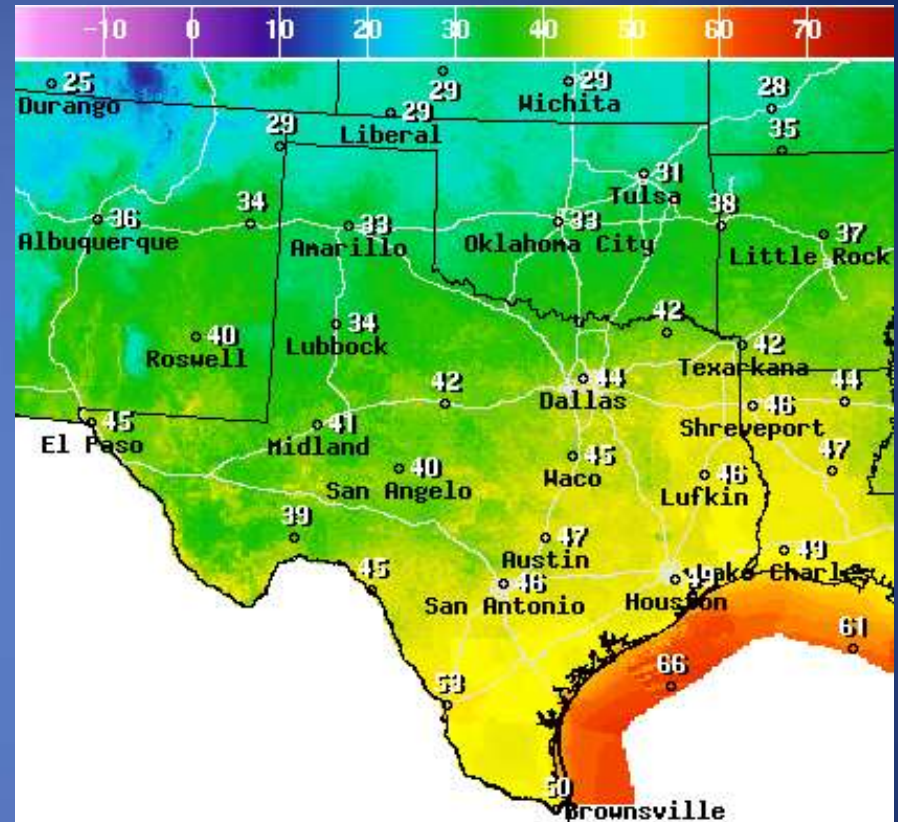 -10 0 10 20 30 40 50 60 70
25
Durango
29
29
Wichita
28
29
Liberal
29
35
31
Tulsa
36
Albuquerque
34
33
Amarillo
33
Oklahoma City
38
37
Little Rock
40
Roswell
34
Lubbock
42
42
Texarkana
44
Dallas
42
46
Shreveport
44
45
El Paso
41
Midland
40
San Angelo
45
Waco
46
Lufkin
47
39
47
Austin
49
Lake Charles
45
46
San Antonio
49
Houston
53
66
61
50
Brownsville